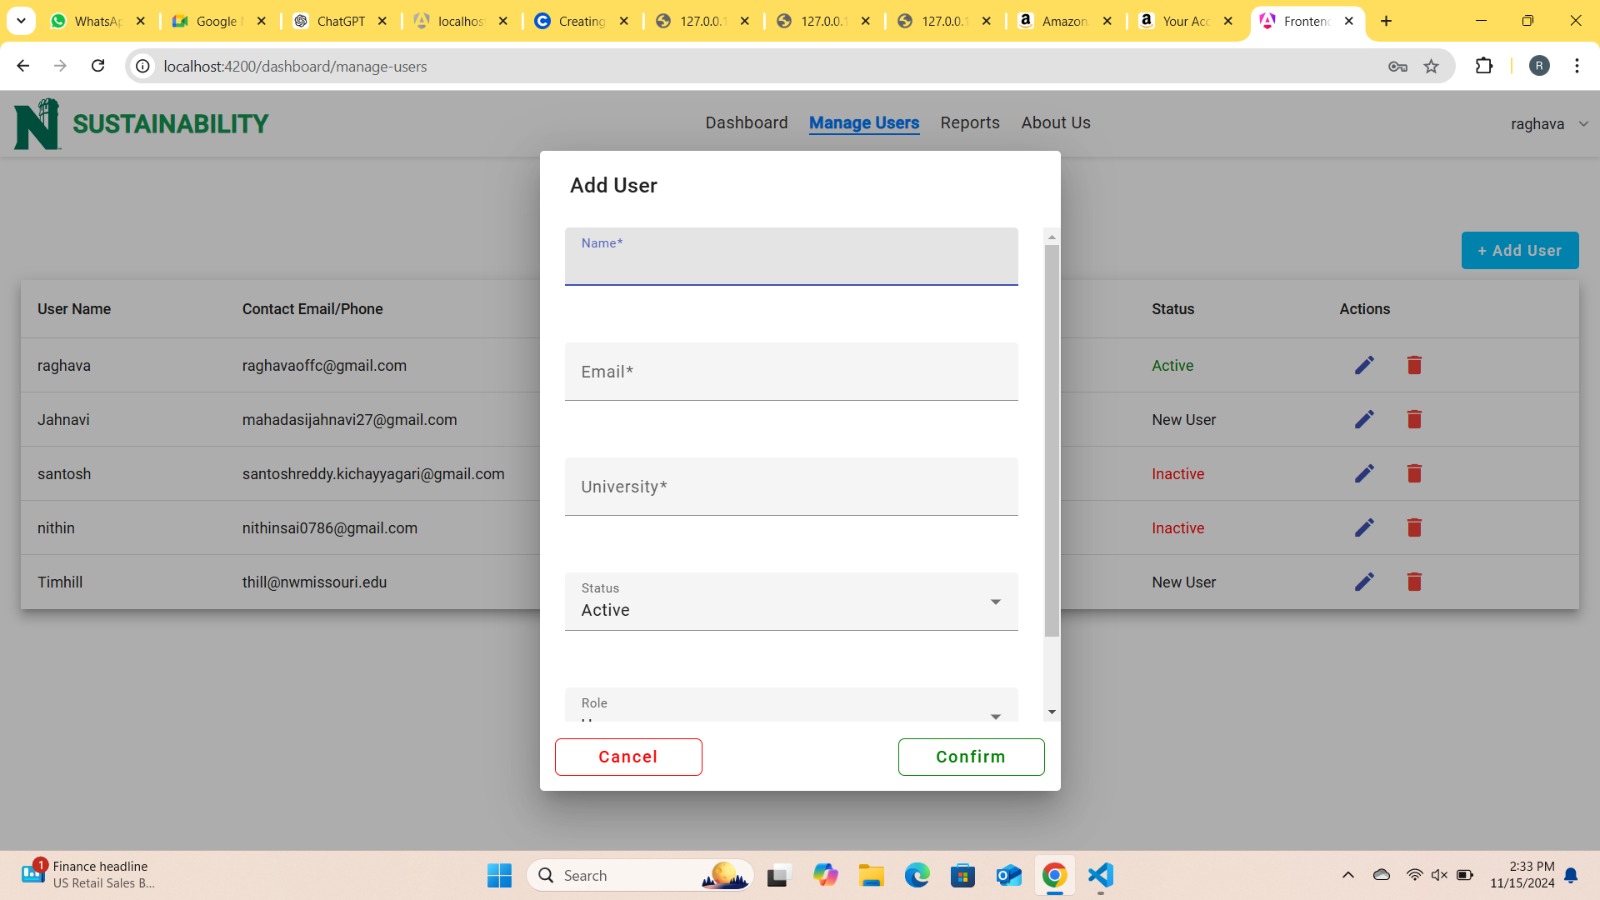 WhatsAp
Google
ChatGPT
localhos
Creating
127.0.0.1
127.0.0.1
127.0.0.1
Amazon.
Your Acc
Frontend
localhost:4200/dashboard/manage-users
R
N SUSTAINABILITY
Dashboard
Manage Users
Reports
About Us
raghava
Add User
Name*
+ Add User
User Name
Contact Email/Phone
Status
Actions
raghava
raghavaoffc@gmail.com
Active
Email*
Jahnavi
mahadasijahnavi27@gmail.com
New User
santosh
santoshreddy.kichayyagari@gmail.com
Inactive
University*
nithin
nithinsai0786@gmail.com
Inactive
Timhill
thill@nwmissouri.edu
New User
Status
Active
Role
Cancel
Confirm
1
Finance headline
US Retail Sales B...
Search
2:33 PM
11/15/2024